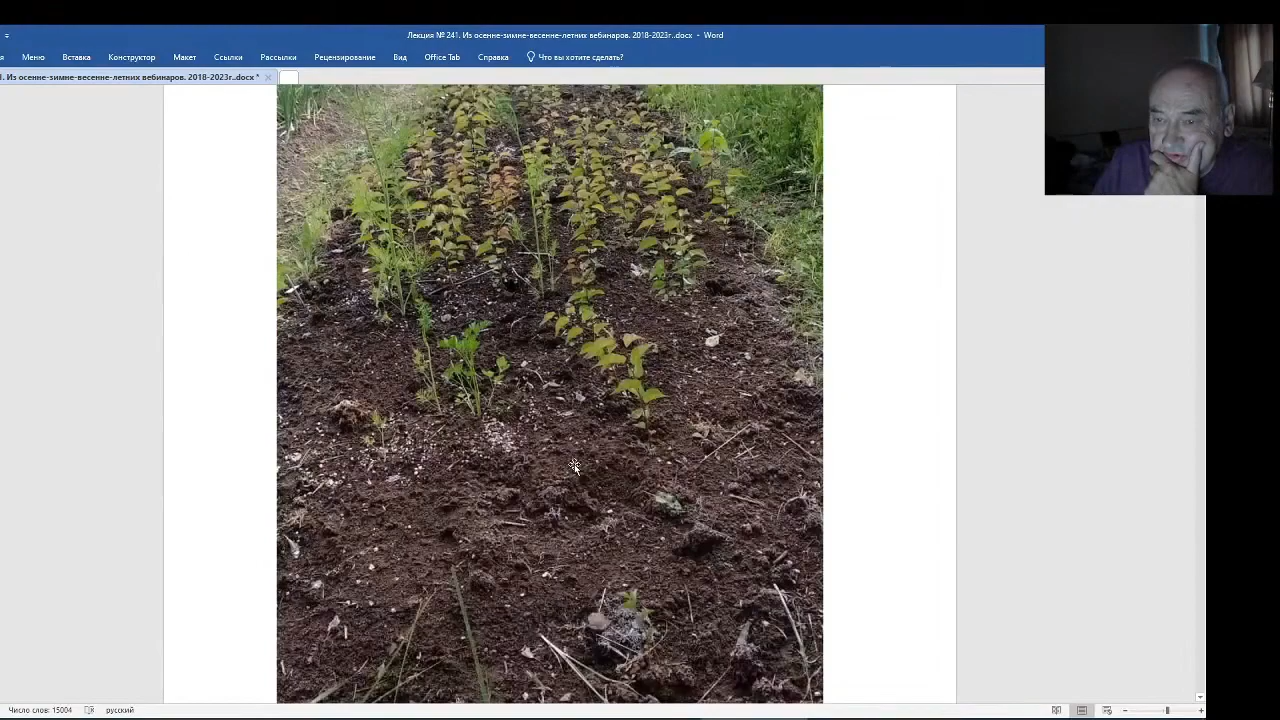 Лекция № 241. Из осенне-зимне-весенне-летних вебинаров. 2018-2023г..docx - Word
я Меню Вставка Конструктор Макет Ссылки Рассылки Рецензирование Вид Office Tab Справка Что вы хотите сделать?
l. Из осенне-зимне-весенне-летних вебинаров. 2018-2023г..docx *
Число слов: 15004 русский